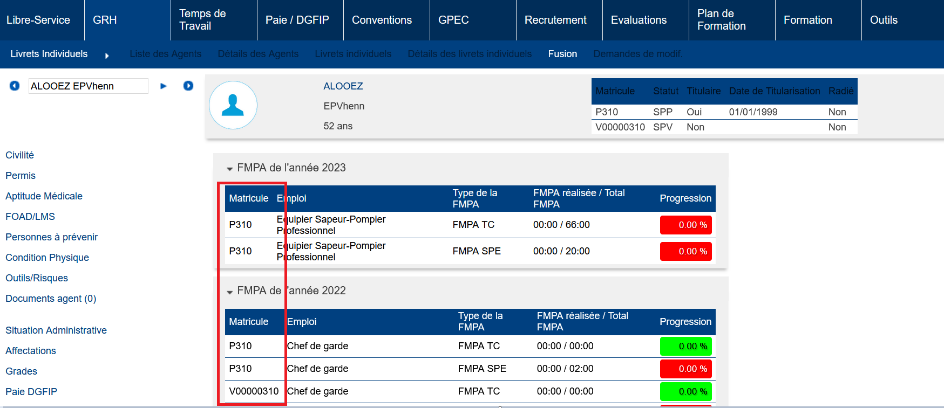 Libre-Service GRH Temps de Travail Paie / DGFIP Conventions GPEC Recrutement Evaluations Plan de Formation Formation Outils
Livrets Individuels Liste des Agents Détails des Agents Livrets individuels Détails des livrets individuels Fusion Demandes de modif.
ALOOEZ EPVhenn
ALOOEZ
EPVhenn
52 ans
Matricule Statut Titulaire Date de Titularisation Radié
P310 SPP Oui 01/01/1999 Non
V00000310 SPV Non Non
Civilité
Permis
Aptitude Médicale
FOAD/LMS
Personnes à prévenir
Condition Physique
Outils/Risques
Documents agent (0)
Situation Administrative
Affectations
Grades
Paie DGFIP
FMPA de l'année 2023
Matricule Emploi Type de la FMPA FMPA réalisée / Total FMPA Progression
P310 Equipier Sapeur-Pompier Professionnel FMPA TC 00:00 / 66:00 0.00 %
P310 Equipier Sapeur-Pompier Professionnel FMPA SPE 00:00 / 20:00 0.00 %
FMPA de l'année 2022
Matricule Emploi Type de la FMPA FMPA réalisée / Total FMPA Progression
P310 Chef de garde FMPA TC 00:00 / 00:00 0.00 %
P310 Chef de garde FMPA SPE 00:00 / 02:00 0.00 %
V00000310 Chef de garde FMPA TC 00:00 / 00:00 0.00 %